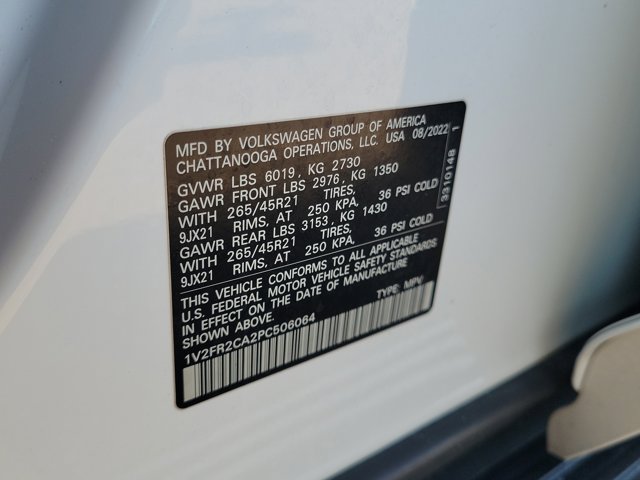 MFD BY VOLKSWAGEN GROUP OF AMERICA
CHATTANOOGA OPERATIONS, LLC. USA 08/2022
GVWR LBS 6019, KG 2730
GAWR FRONT LBS 2976, KG 1350
WITH 265/45R21 TIRES,
9JX21 RIMS, AT 250 KPA, 36 PSI COLD
GAWR REAR LBS 3153, KG 1430
WITH 265/45R21 TIRES,
9JX21 RIMS, AT 250 KPA, 36 PSI COLD
THIS VEHICLE CONFORMS TO ALL APPLICABLE
U.S. FEDERAL MOTOR VEHICLE SAFETY STANDARDS
IN EFFECT ON THE DATE OF MANUFACTURE
SHOWN ABOVE.
1V2FR2CA2PC506064 TYPE: MPV
3310148 1